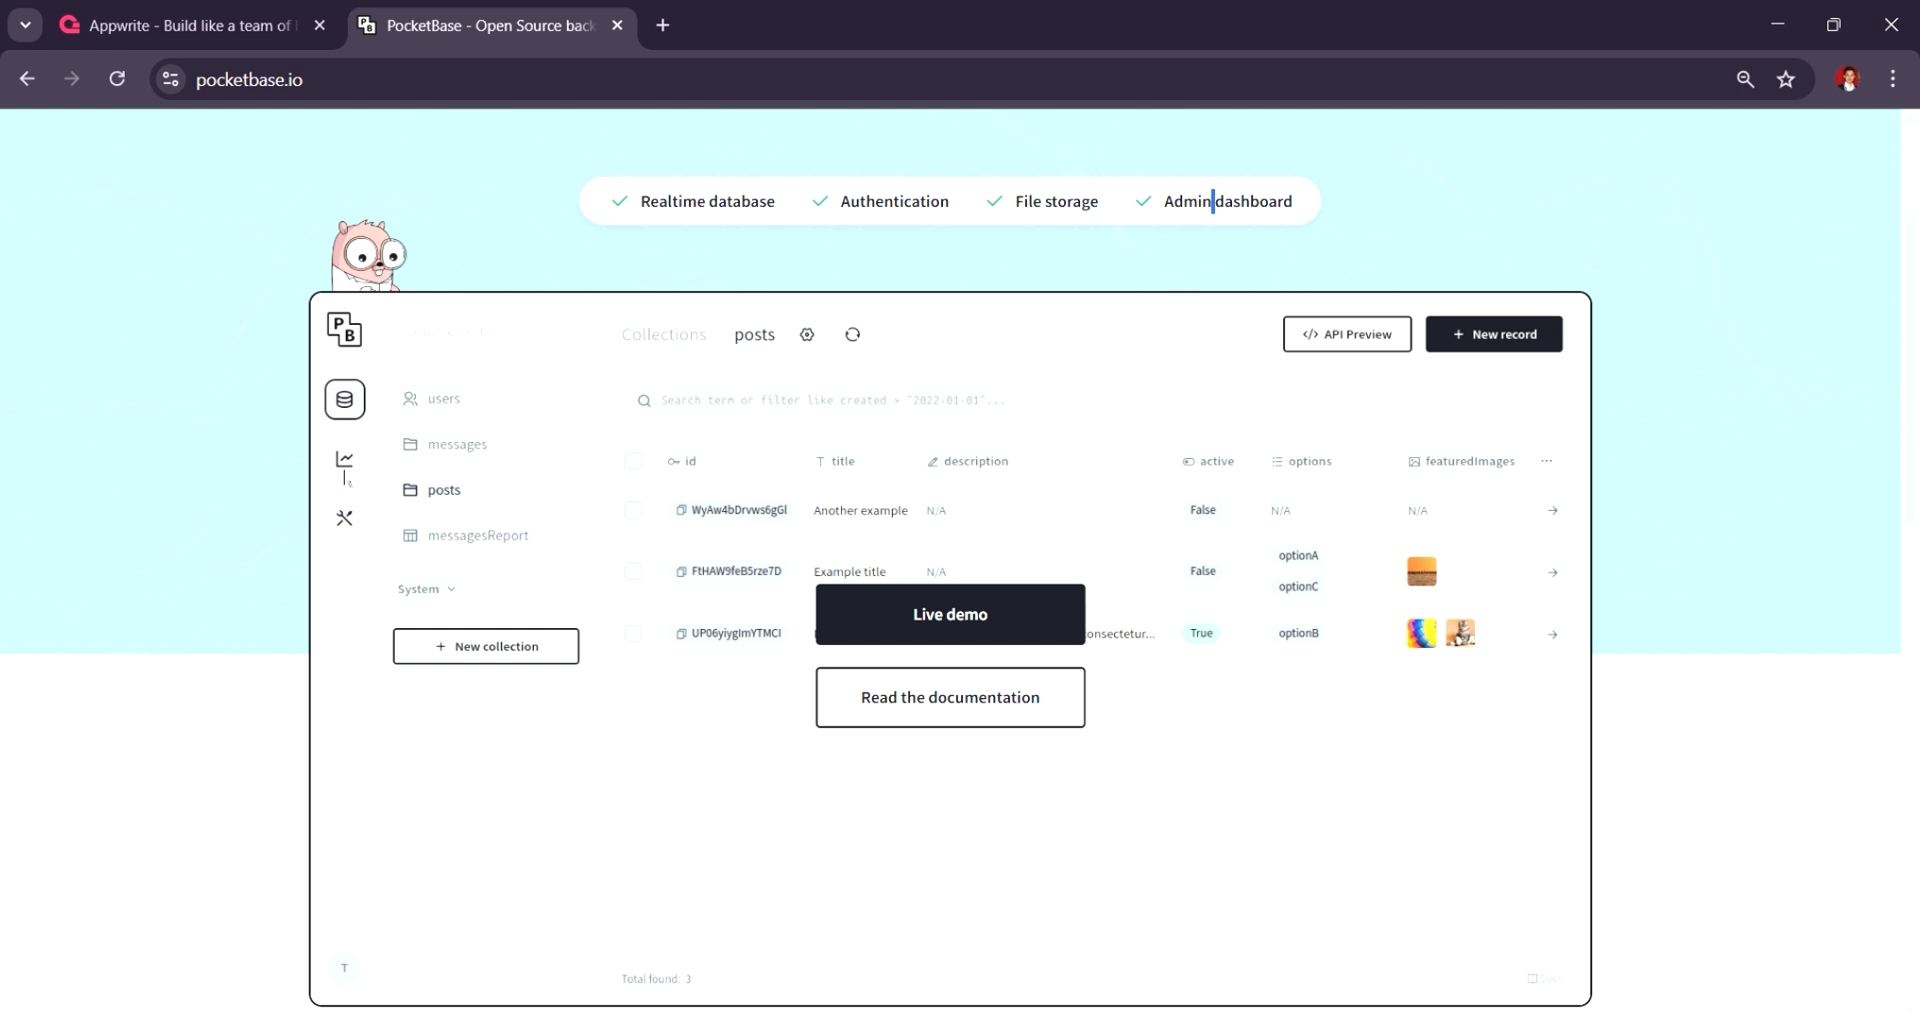 Appwrite - Build like a team of
PocketBase - Open Source back
pocketbase.io
Realtime database
Authentication
File storage
Admin dashboard
PB
Collections
posts
</> API Preview
+ New record
users
messages
posts
messagesReport
System
+ New collection
Search term or filter like created > "2022-01-01"...
id
title
description
active
options
featuredImages
WyAw4bDrvws6gGl
Another example
N/A
False
N/A
N/A
FtHAW9feB5rze7D
Example title
N/A
False
optionA
optionC
UP06yiygImYTMCI
onsectetur...
True
optionB
Live demo
Read the documentation
T
Total found: 3
Docs